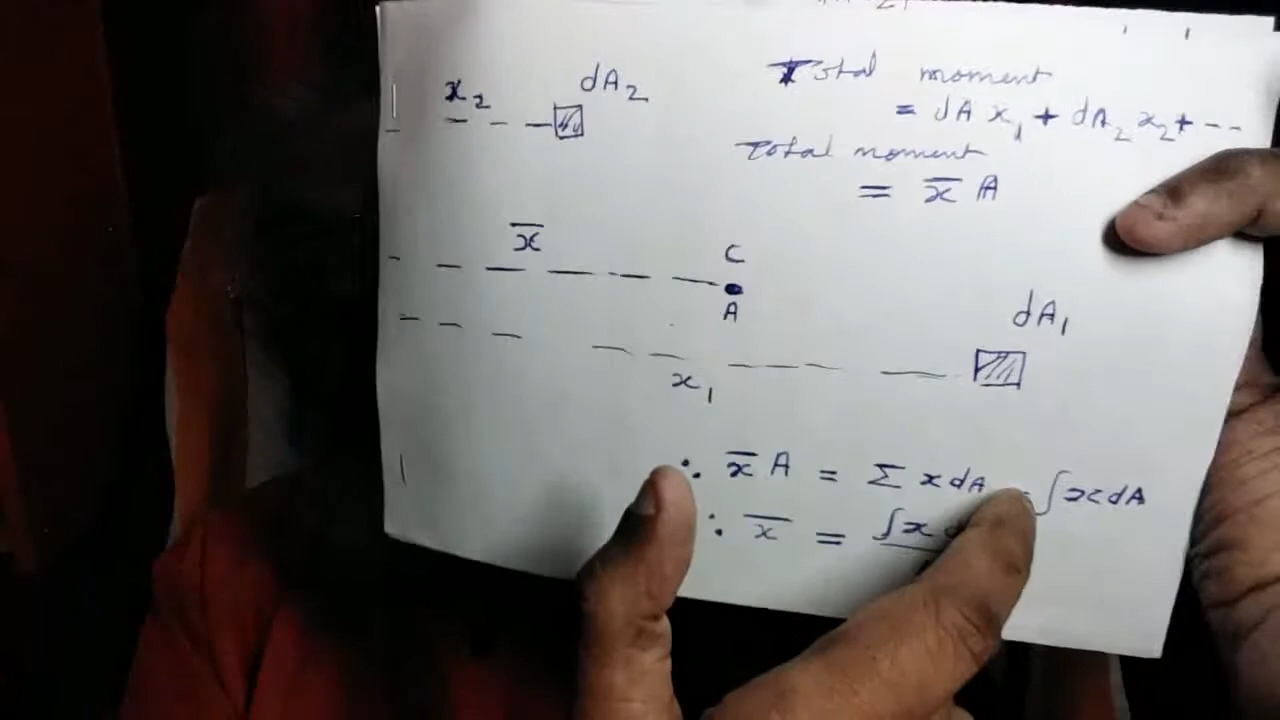 x₂ dA₂
Total moment
= dA x₁ + dA₂ x₂ + ---
Total moment
= x̄ A
x̄
C
A
dA₁
x₁
∴ x̄ A = Σ x dA = ∫ x dA
∴ x̄ = ∫ x